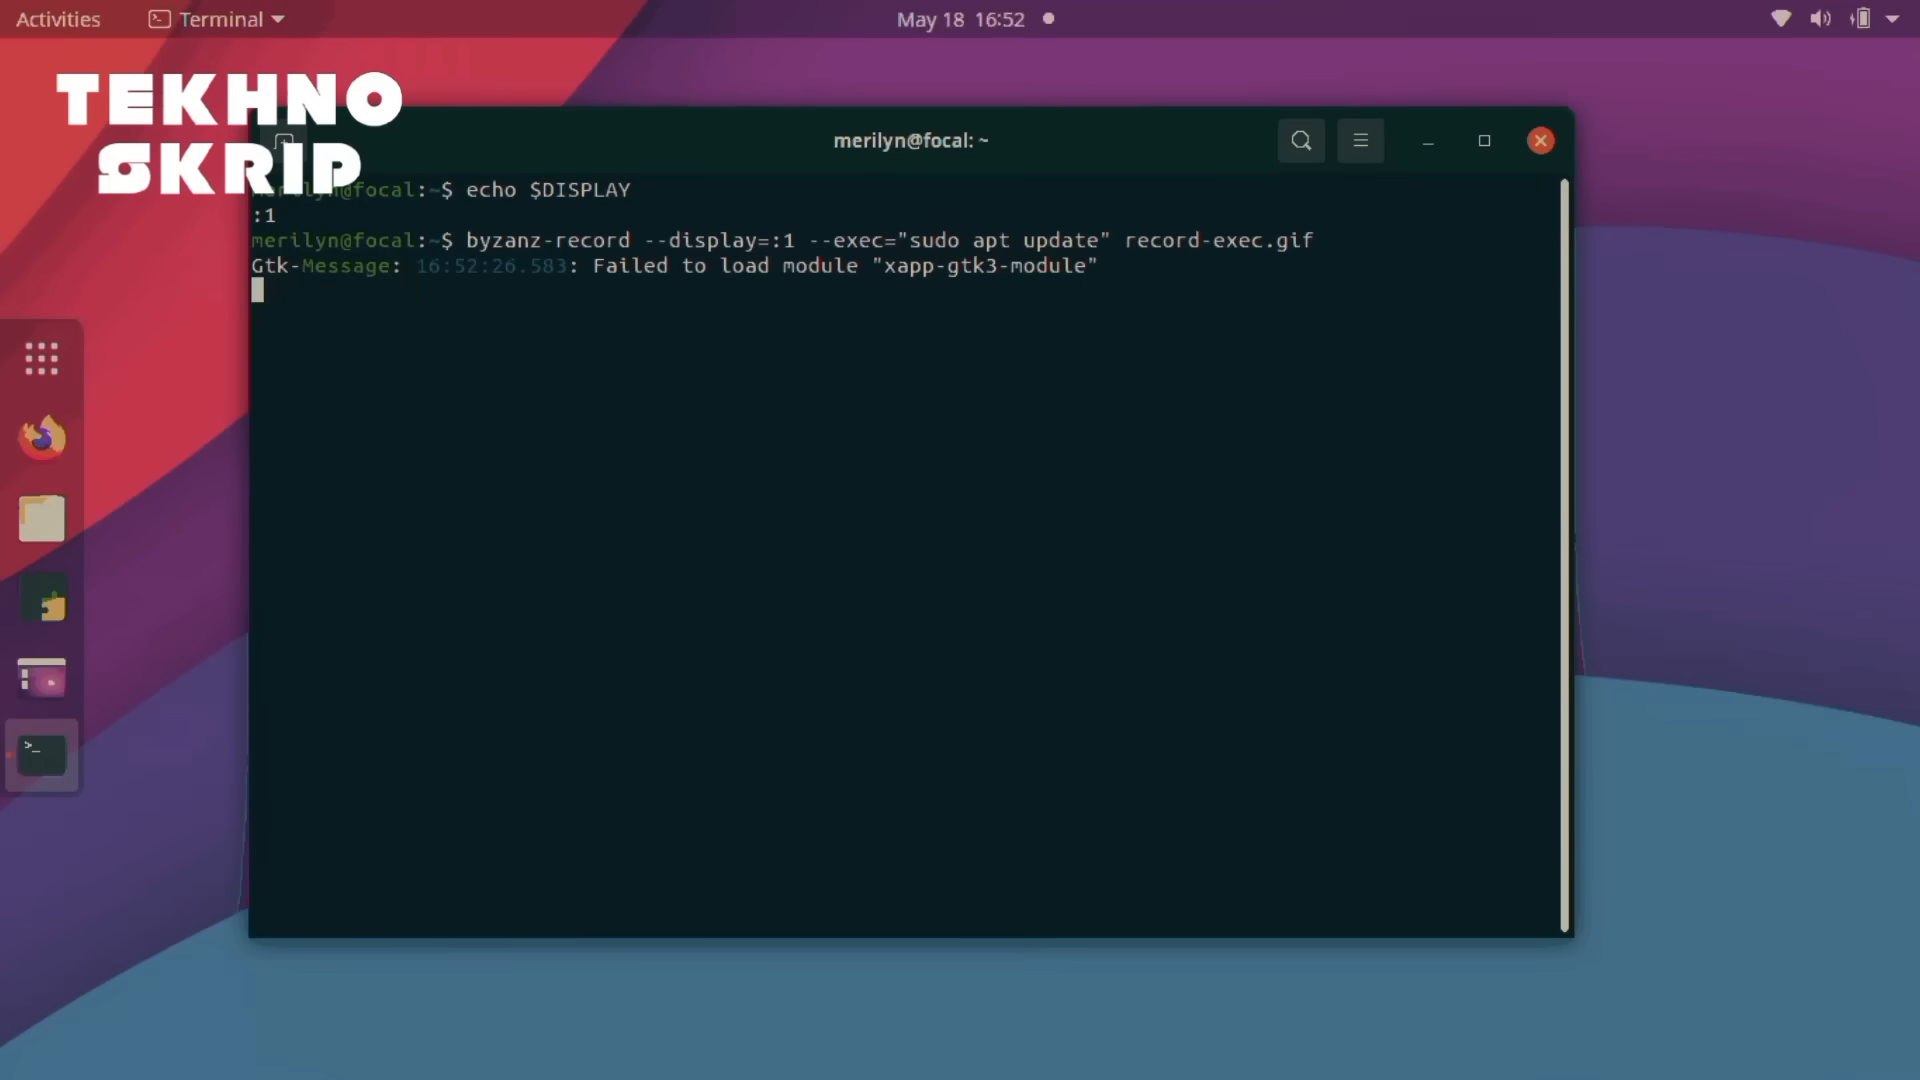 Activities Terminal May 18 16:52
TEKHNO
SKRIP
merilyn@focal: ~
merilyn@focal:~$ echo $DISPLAY
:1
merilyn@focal:~$ byzanz-record --display=:1 --exec="sudo apt update" record-exec.gif
Gtk-Message: 16:52:26.583: Failed to load module "xapp-gtk3-module"
>_